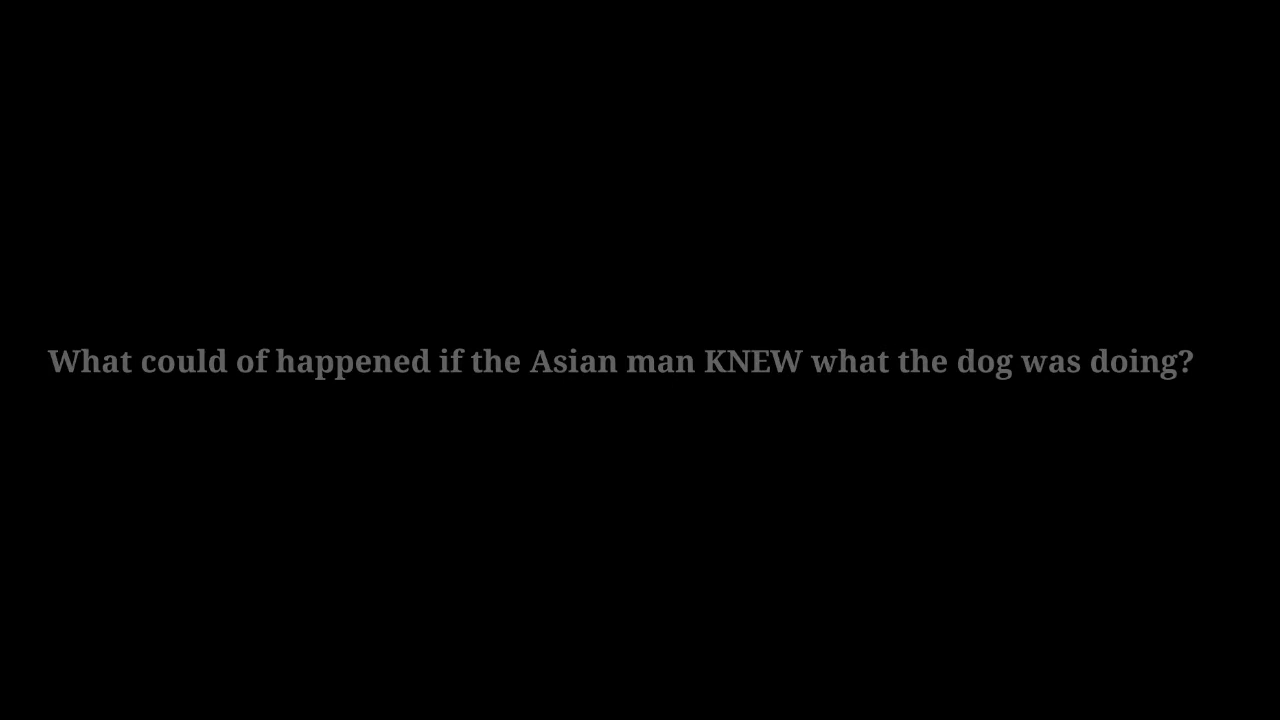 What could of happened if the Asian man KNEW what the dog was doing?